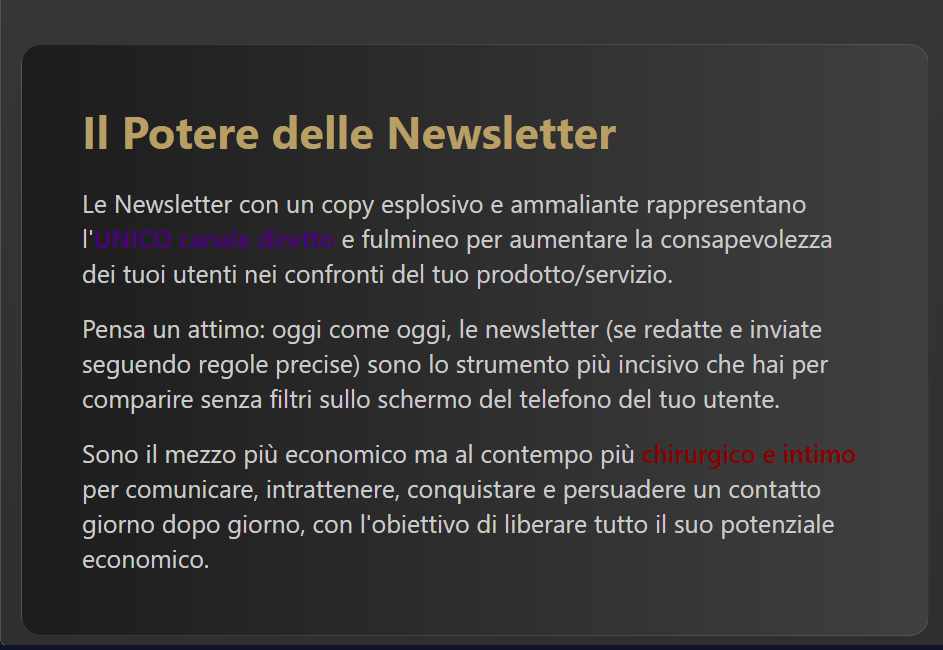 Il Potere delle Newsletter
Le Newsletter con un copy esplosivo e ammaliante rappresentano
l'UNICO canale diretto e fulmineo per aumentare la consapevolezza
dei tuoi utenti nei confronti del tuo prodotto/servizio.
Pensa un attimo: oggi come oggi, le newsletter (se redatte e inviate
seguendo regole precise) sono lo strumento più incisivo che hai per
comparire senza filtri sullo schermo del telefono del tuo utente.
Sono il mezzo più economico ma al contempo più chirurgico e intimo
per comunicare, intrattenere, conquistare e persuadere un contatto
giorno dopo giorno, con l'obiettivo di liberare tutto il suo potenziale
economico.